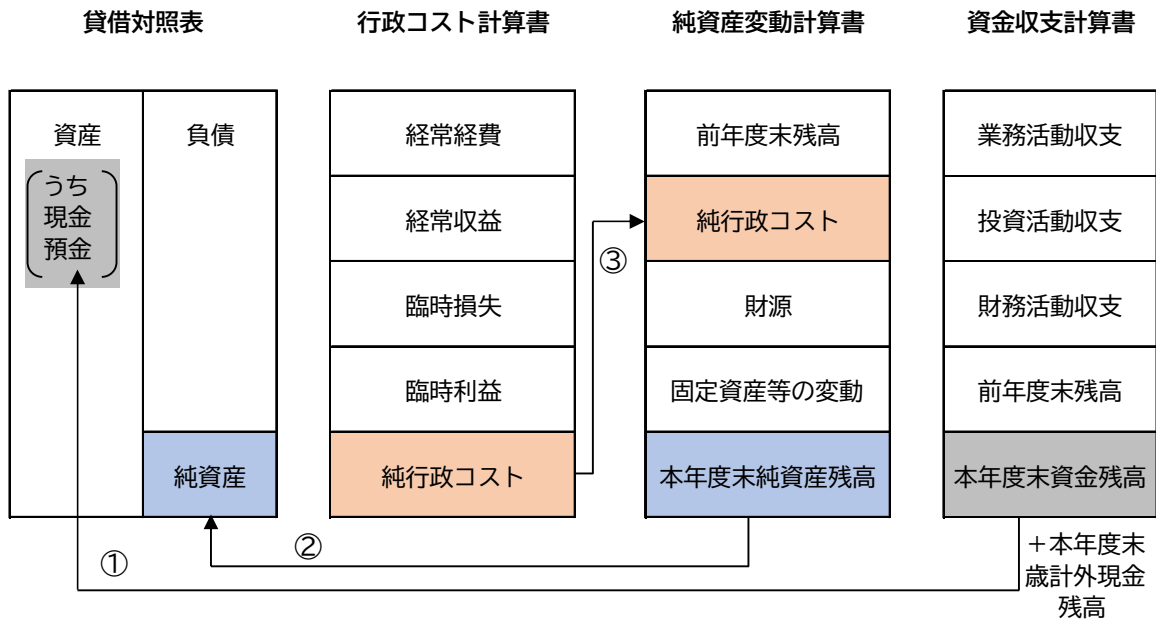 貸借対照表
行政コスト計算書
純資産変動計算書
資金収支計算書
資産
うち
現金
預金
負債
純資産
経常経費
経常収益
臨時損失
臨時利益
純行政コスト
前年度末残高
純行政コスト
財源
固定資産等の変動
本年度末純資産残高
業務活動収支
投資活動収支
財務活動収支
前年度末残高
本年度末資金残高
③
②
①
＋本年度末
歳計外現金
残高